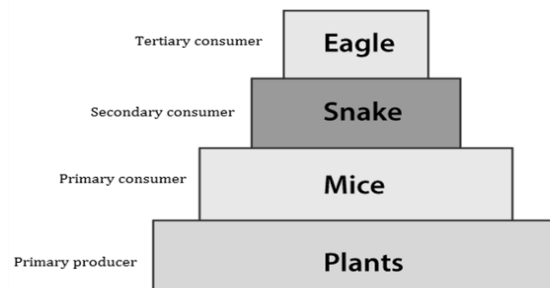 Tertiary consumer Eagle
Secondary consumer Snake
Primary consumer Mice
Primary producer Plants